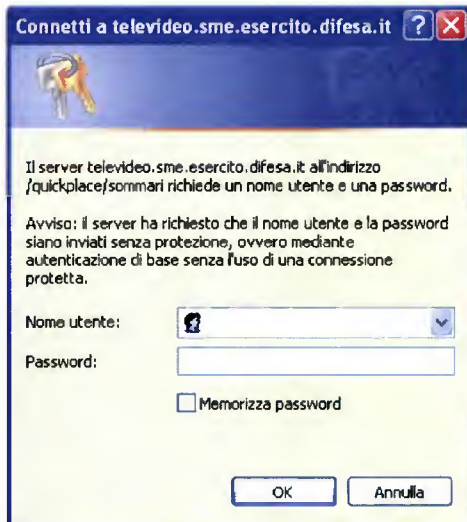 Connetti a televideo.sme.esercito.difesa.it
Il server televideo.sme.esercito.difesa.it all'indirizzo
/quickplace/sommari richiede un nome utente e una password.
Avviso: il server ha richiesto che il nome utente e la password
siano inviati senza protezione, ovvero mediante
autenticazione di base senza l'uso di una connessione
protetta.
Nome utente:
Password:
Memorizza password
OK
Annulla